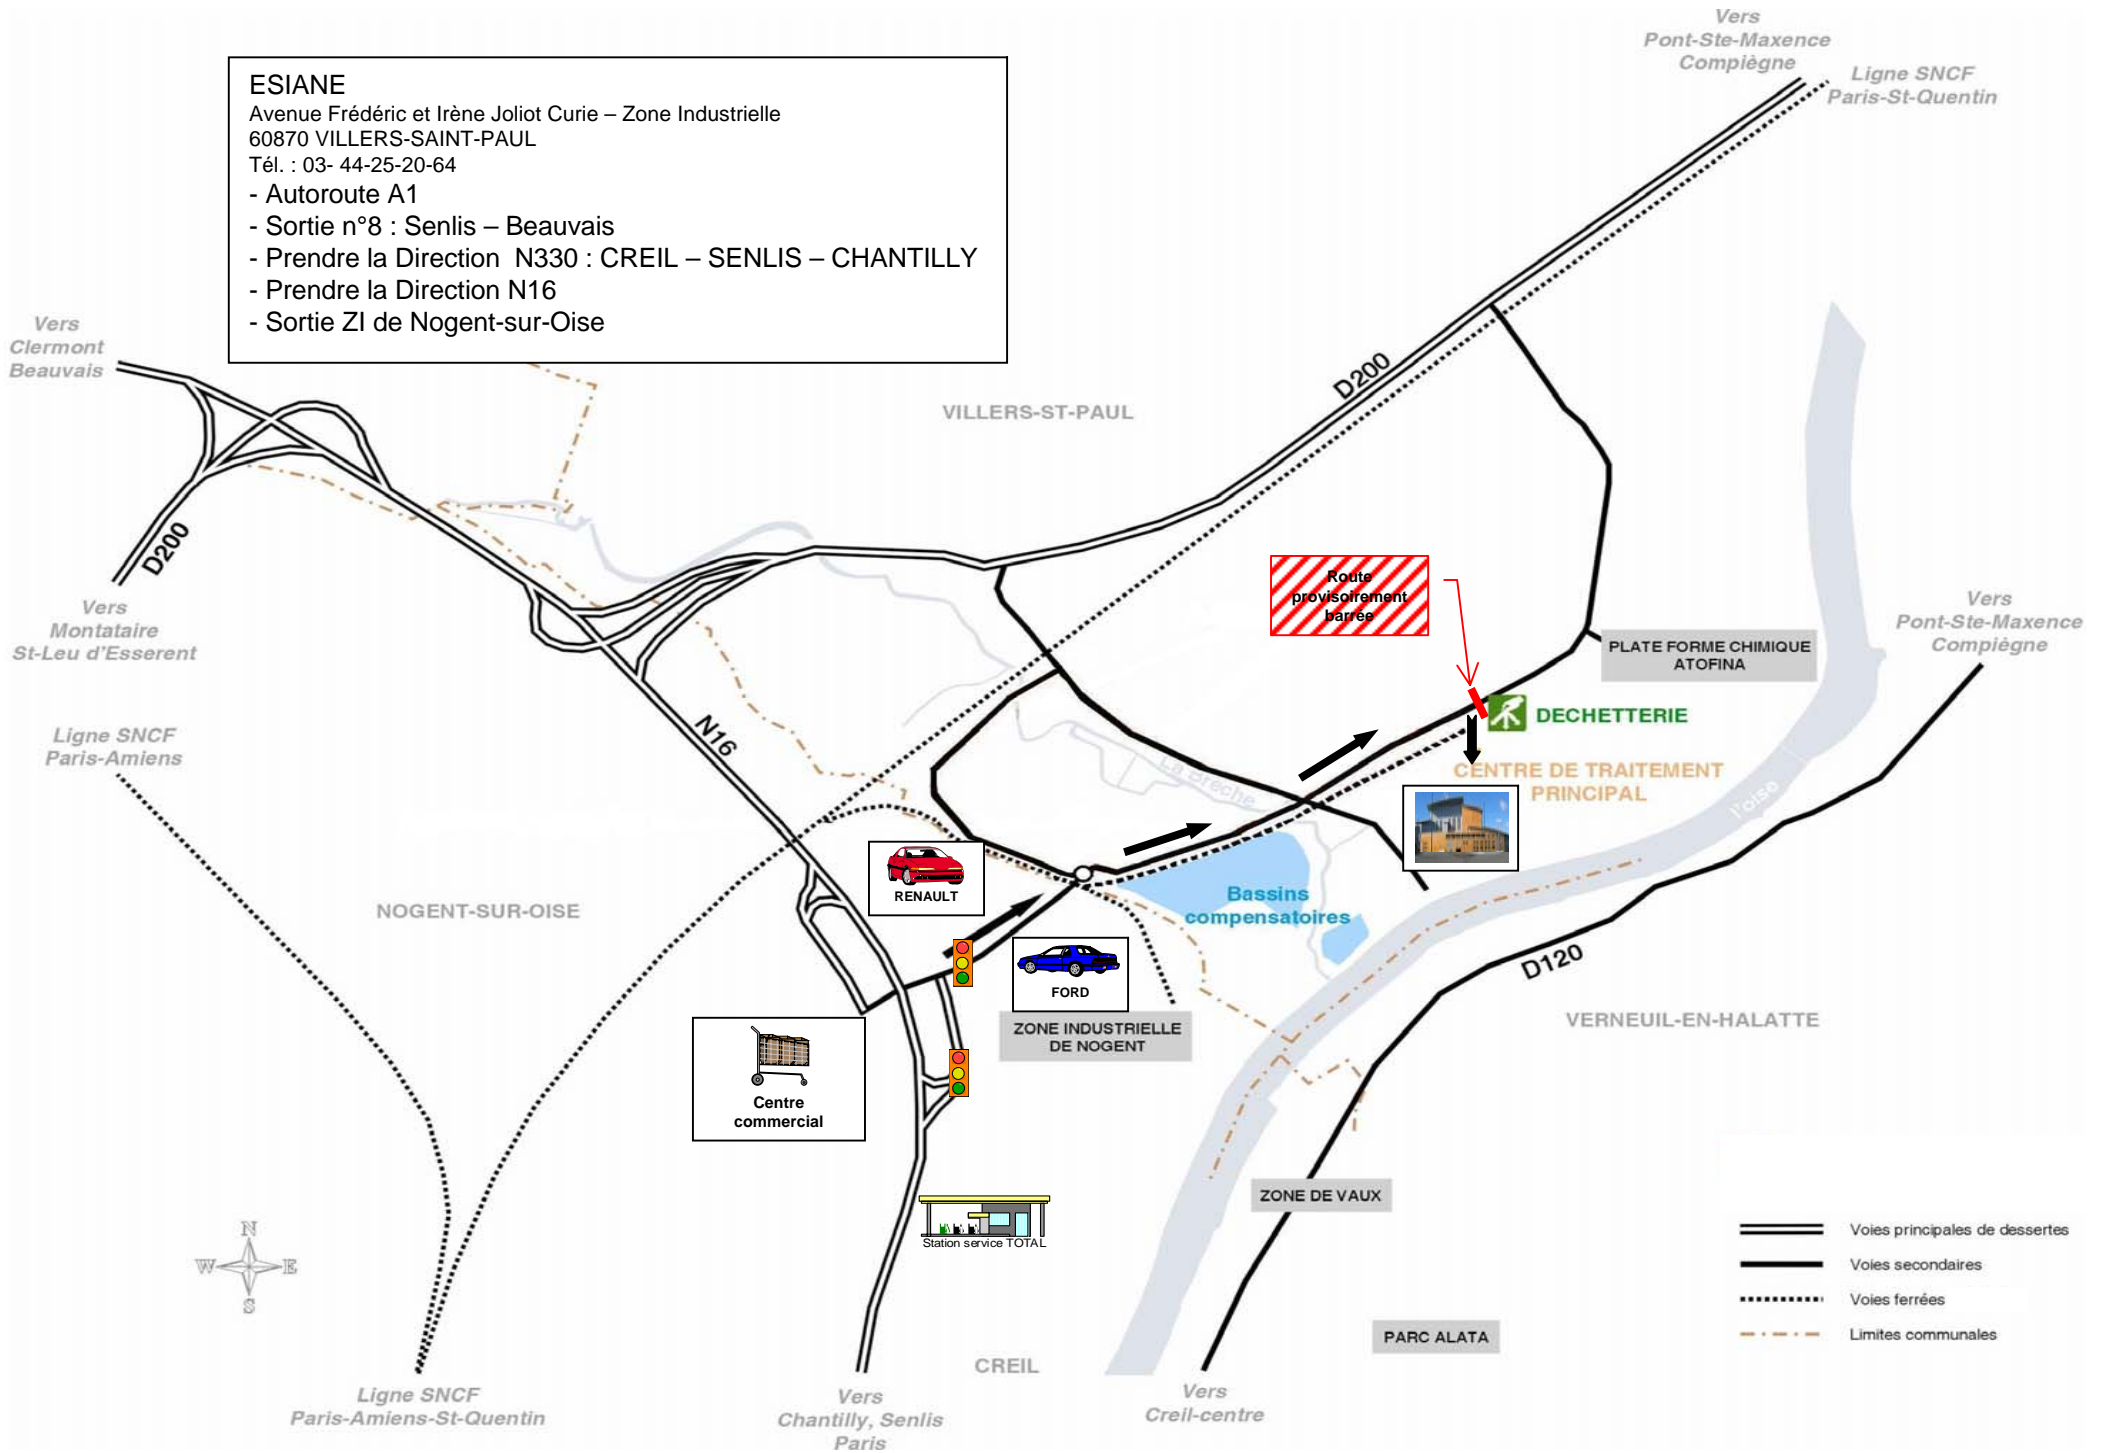 Vers
Pont-Ste-Maxence
Compiègne
Ligne SNCF
Paris-St-Quentin
ESIANE
Avenue Frédéric et Irène Joliot Curie – Zone Industrielle
60870 VILLERS-SAINT-PAUL
Tél. : 03- 44-25-20-64
- Autoroute A1
- Sortie n°8 : Senlis – Beauvais
- Prendre la Direction  N330 : CREIL – SENLIS – CHANTILLY
- Prendre la Direction N16
- Sortie ZI de Nogent-sur-Oise
Vers
Clermont
Beauvais
D200
VILLERS-ST-PAUL
D200
Vers
Montataire
St-Leu d'Esserent
Route
provisoirement
barrée
Vers
Pont-Ste-Maxence
Compiègne
PLATE FORME CHIMIQUE
ATOFINA
DECHETTERIE
N16
Ligne SNCF
Paris-Amiens
La Brèche
CENTRE DE TRAITEMENT
PRINCIPAL
l'oise
RENAULT
NOGENT-SUR-OISE
Bassins
compensatoires
FORD
D120
ZONE INDUSTRIELLE
DE NOGENT
VERNEUIL-EN-HALATTE
Centre
commercial
ZONE DE VAUX
Station service TOTAL
N
W
E
S
Voies principales de dessertes
Voies secondaires
Voies ferrées
Limites communales
PARC ALATA
CREIL
Ligne SNCF
Paris-Amiens-St-Quentin
Vers
Chantilly, Senlis
Paris
Vers
Creil-centre